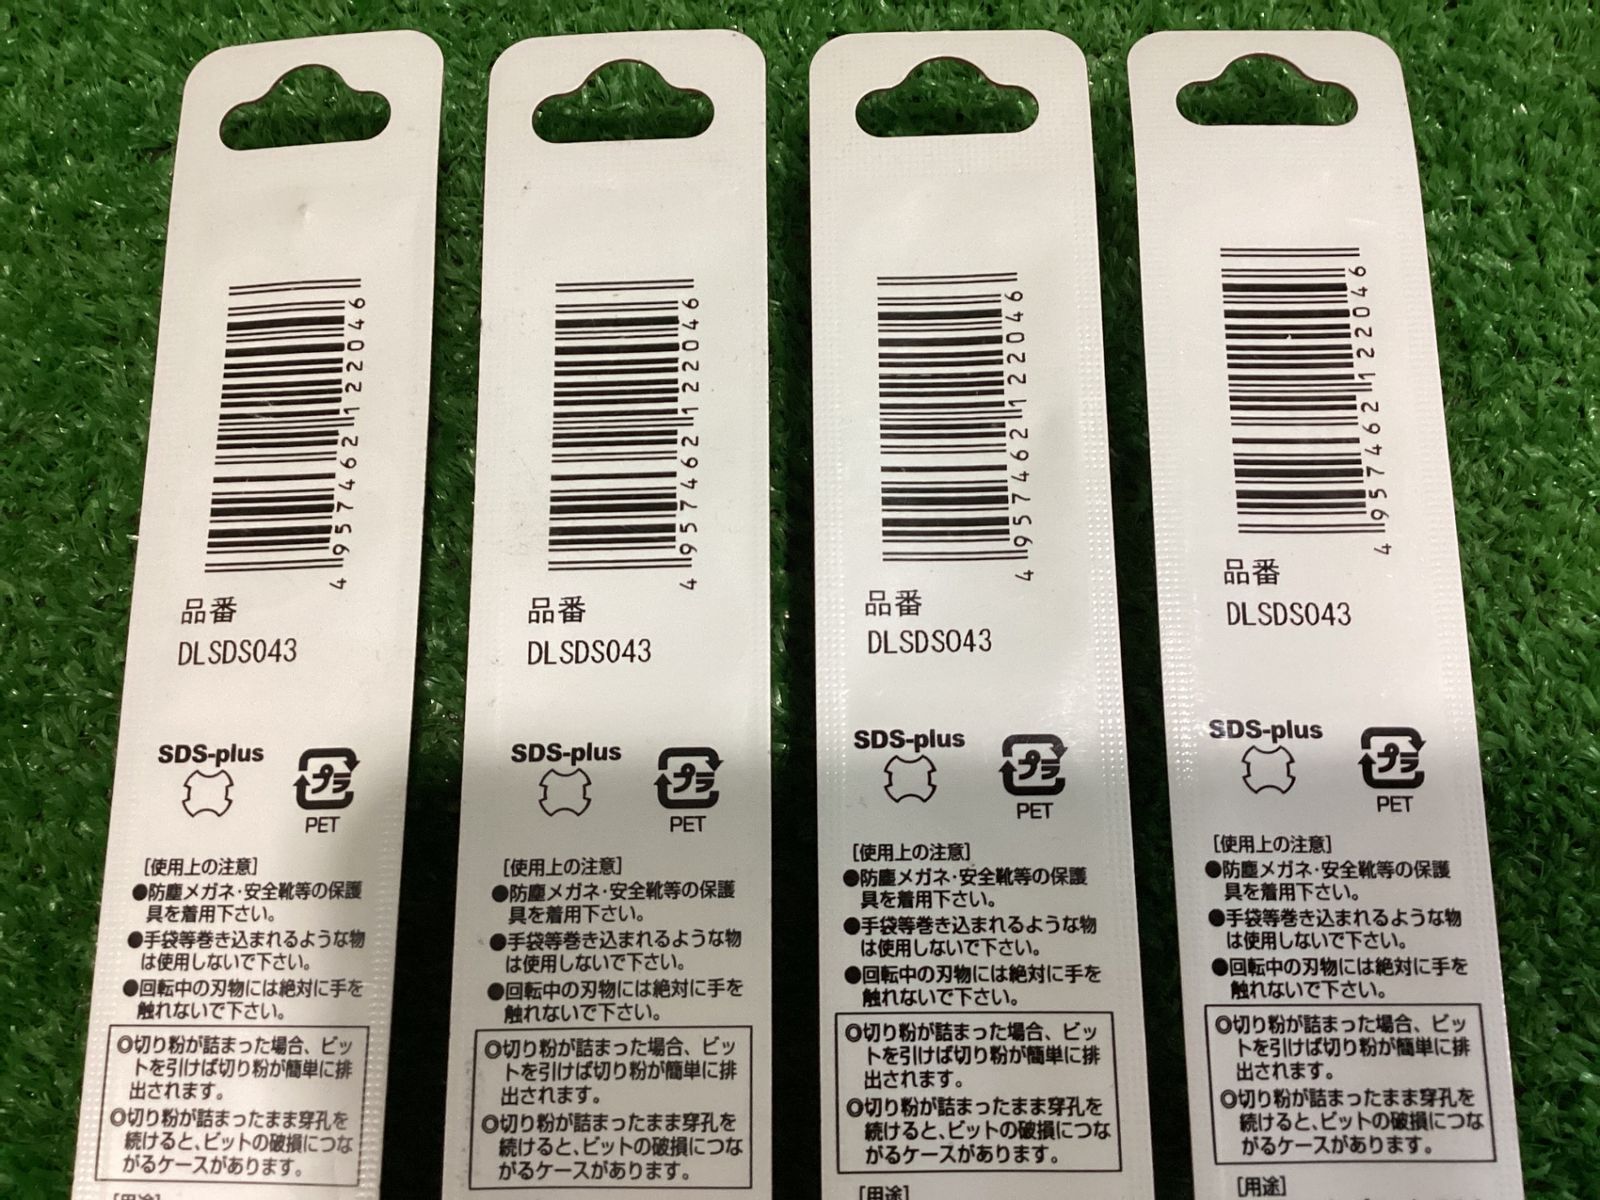 4957462122046
品番
DLSDS043
SDS-plus
プラ
PET
[使用上の注意]
●防塵メガネ・安全靴等の保護
具を着用下さい。
●手袋等巻き込まれるような物
は使用しないで下さい。
●回転中の刃物には絶対に手を
触れないで下さい。
◎切り粉が詰まった場合、ビッ
トを引けば切り粉が簡単に排
出されます。
◎切り粉が詰まったまま穿孔を
続けると、ビットの破損につな
がるケースがあります。
[用途]
4957462122046
品番
DLSDS043
SDS-plus
プラ
PET
[使用上の注意]
●防塵メガネ・安全靴等の保護
具を着用下さい。
●手袋等巻き込まれるような物
は使用しないで下さい。
●回転中の刃物には絶対に手を
触れないで下さい。
◎切り粉が詰まった場合、ビッ
トを引けば切り粉が簡単に排
出されます。
◎切り粉が詰まったまま穿孔を
続けると、ビットの破損につな
がるケースがあります。
4957462122046
品番
DLSDS043
SDS-plus
プラ
PET
[使用上の注意]
●防塵メガネ・安全靴等の保護
具を着用下さい。
●手袋等巻き込まれるような物
は使用しないで下さい。
●回転中の刃物には絶対に手を
触れないで下さい。
◎切り粉が詰まった場合、ビッ
トを引けば切り粉が簡単に排
出されます。
◎切り粉が詰まったまま穿孔を
続けると、ビットの破損につな
がるケースがあります。
[用途]
4957462122046
品番
DLSDS043
SDS-plus
プラ
PET
[使用上の注意]
●防塵メガネ・安全靴等の保護
具を着用下さい。
●手袋等巻き込まれるような物
は使用しないで下さい。
●回転中の刃物には絶対に手を
触れないで下さい。
◎切り粉が詰まった場合、ビッ
トを引けば切り粉が簡単に排
出されます。
◎切り粉が詰まったまま穿孔を
続けると、ビットの破損につな
がるケースがあります。
[用途]